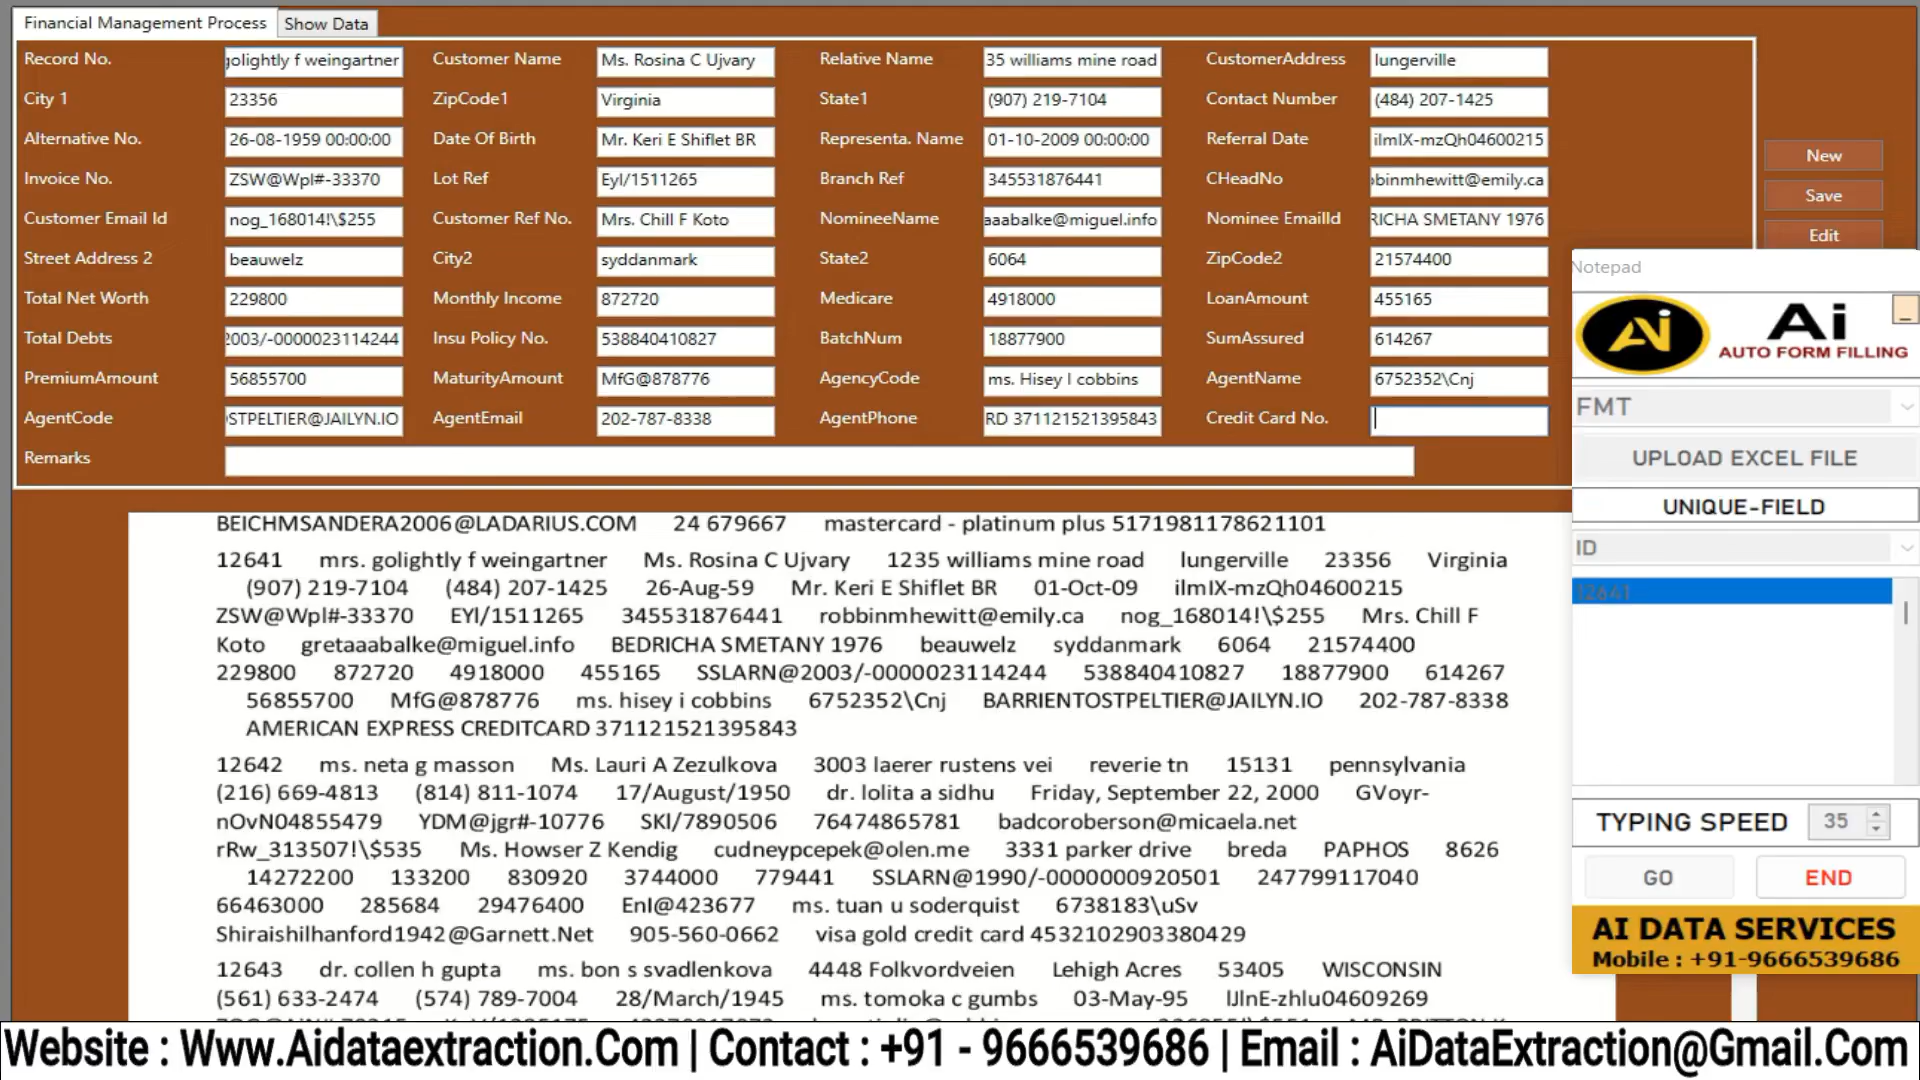 Financial Management Process Show Data
Record No. golightly f weingartner Customer Name Ms. Rosina C Ujvary Relative Name 35 williams mine road CustomerAddress lungerville
City 1 23356 ZipCode1 Virginia State1 (907) 219-7104 Contact Number (484) 207-1425
Alternative No. 26-08-1959 00:00:00 Date Of Birth Mr. Keri E Shiflet BR Representa. Name 01-10-2009 00:00:00 Referral Date ilmIX-mzQh04600215
Invoice No. ZSW@Wpl#-33370 Lot Ref Eyl/1511265 Branch Ref 345531876441 CHeadNo obinmhewitt@emily.ca
Customer Email Id nog_168014!\$255 Customer Ref No. Mrs. Chill F Koto NomineeName aaabalke@miguel.info Nominee EmailId RICHA SMETANY 1976
Street Address 2 beauwelz City2 syddanmark State2 6064 ZipCode2 21574400
Total Net Worth 229800 Monthly Income 872720 Medicare 4918000 LoanAmount 455165
Total Debts 2003/-0000023114244 Insu Policy No. 538840410827 BatchNum 18877900 SumAssured 614267
PremiumAmount 56855700 MaturityAmount MfG@878776 AgencyCode ms. Hisey I cobbins AgentName 6752352\Cnj
AgentCode OSTPELTIER@JAILYN.IO AgentEmail 202-787-8338 AgentPhone RD 371121521395843 Credit Card No.
Remarks
New
Save
Edit
BEICHMSANDERA2006@LADARIUS.COM 24 679667 mastercard - platinum plus 5171981178621101
12641 mrs. golightly f weingartner Ms. Rosina C Ujvary 1235 williams mine road lungerville 23356 Virginia
(907) 219-7104 (484) 207-1425 26-Aug-59 Mr. Keri E Shiflet BR 01-Oct-09 ilmIX-mzQh04600215
ZSW@Wpl#-33370 EYl/1511265 345531876441 robbinmhewitt@emily.ca nog_168014!\$255 Mrs. Chill F
Koto gretaaabalke@miguel.info BEDRICHA SMETANY 1976 beauwelz syddanmark 6064 21574400
229800 872720 4918000 455165 SSLARN@2003/-0000023114244 538840410827 18877900 614267
56855700 MfG@878776 ms. hisey i cobbins 6752352\Cnj BARRIENTOSTPELTIER@JAILYN.IO 202-787-8338
AMERICAN EXPRESS CREDITCARD 371121521395843
12642 ms. neta g masson Ms. Lauri A Zezulkova 3003 laerer rustens vei reverie tn 15131 pennsylvania
(216) 669-4813 (814) 811-1074 17/August/1950 dr. lolita a sidhu Friday, September 22, 2000 GVoyr-
nOvN04855479 YDM@jgr#-10776 SKl/7890506 76474865781 badcoroberson@micaela.net
rRw_313507!\$535 Ms. Howser Z Kendig cudneypcepek@olen.me 3331 parker drive breda PAPHOS 8626
14272200 133200 830920 3744000 779441 SSLARN@1990/-0000000920501 247799117040
66463000 285684 29476400 EnI@423677 ms. tuan u soderquist 6738183\uSv
Shiraishilhanford1942@Garnett.Net 905-560-0662 visa gold credit card 4532102903380429
12643 dr. collen h gupta ms. bon s svadlenkova 4448 Folkvordveien Lehigh Acres 53405 WISCONSIN
(561) 633-2474 (574) 789-7004 28/March/1945 ms. tomoka c gumbs 03-May-95 lJlnE-zhlu04609269
Notepad
Ai
Ai
AUTO FORM FILLING
FMT
UPLOAD EXCEL FILE
UNIQUE-FIELD
ID
12641
TYPING SPEED 35
GO END
AI DATA SERVICES
Mobile : +91-9666539686
Website : Www.Aidataextraction.Com | Contact : +91 - 9666539686 | Email : AiDataExtraction@Gmail.Com